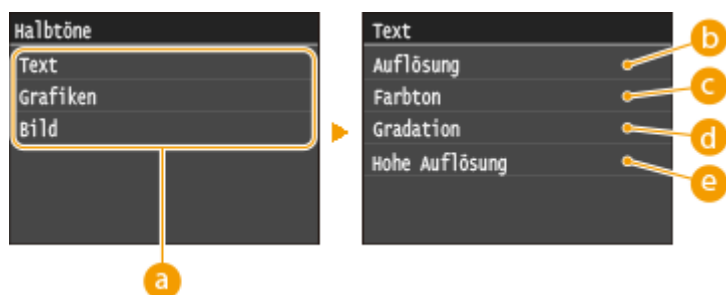 Halbtöne
Text
Grafiken
Bild
a
Text
Auflösung
b
Farbton
c
Gradation
d
Hohe Auflösung
e